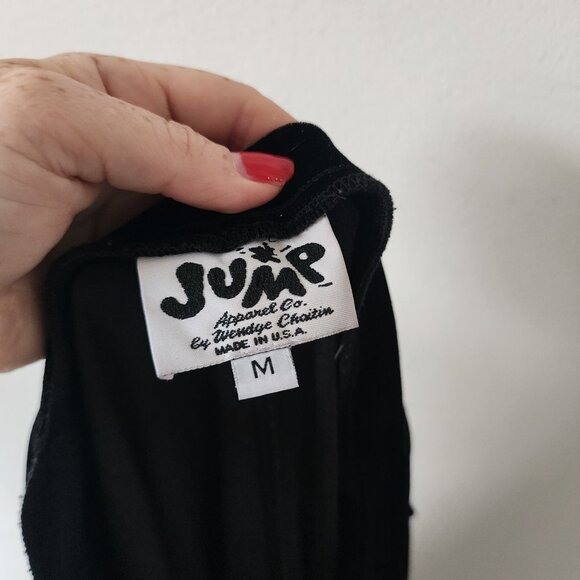 JUMP
Apparel Co.
by Wendye Chaitin
MADE IN U.S.A.
M